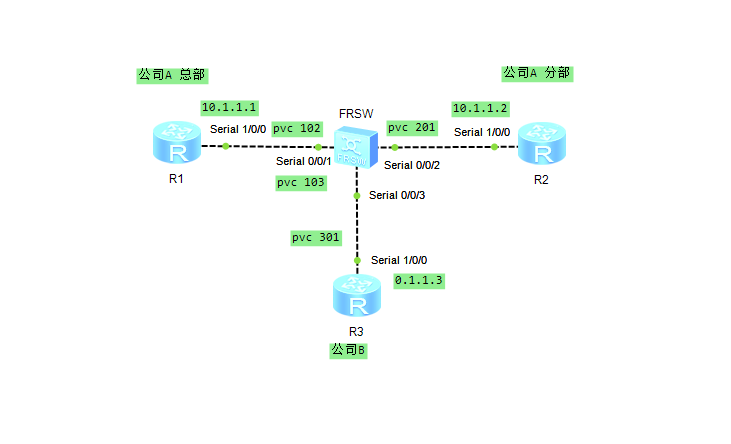 公司A 总部
公司A 分部
10.1.1.1
10.1.1.2
FRSW
Serial 1/0/0
pvc 102
pvc 201
Serial 1/0/0
R
FRSW
R
Serial 0/0/1
Serial 0/0/2
R1
pvc 103
R2
Serial 0/0/3
pvc 301
Serial 1/0/0
0.1.1.3
R
R3
公司B